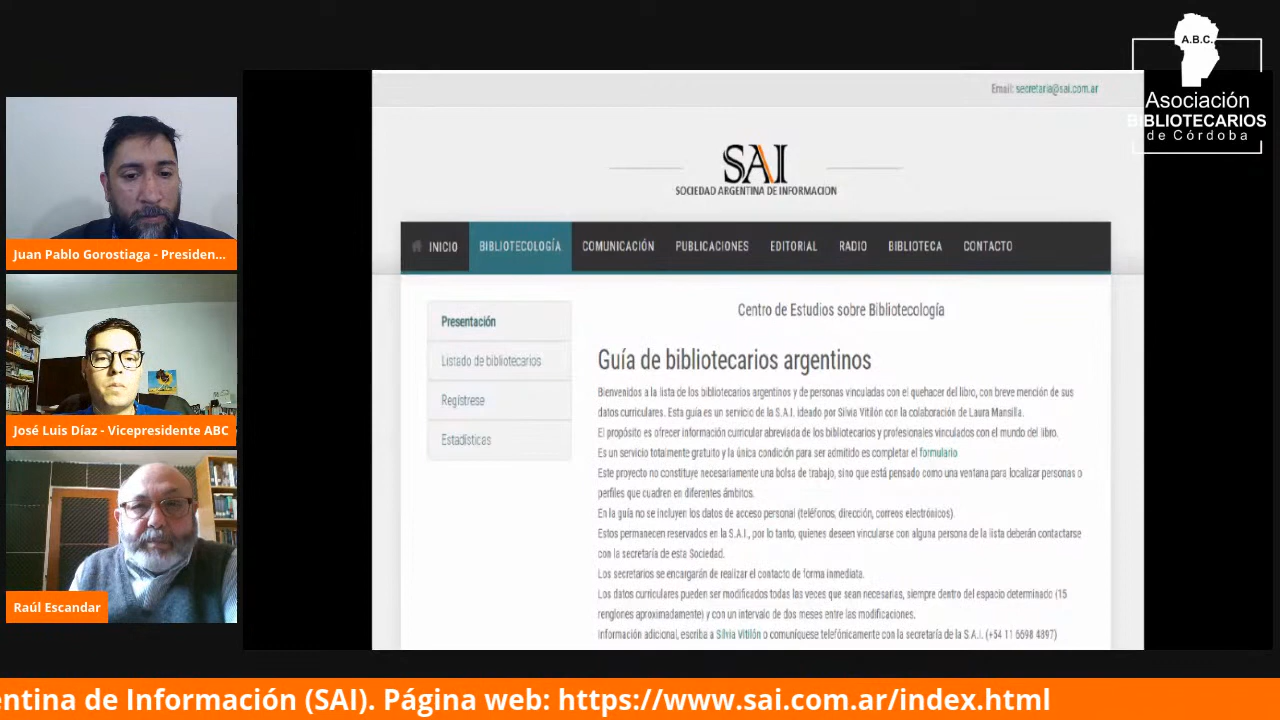 A.B.C.
Asociación
BIBLIOTECARIOS
de Córdoba
Juan Pablo Gorostiaga - Presiden...
José Luis Díaz - Vicepresidente ABC
Raúl Escandar
Email: secretaria@sai.com.ar
SAI
SOCIEDAD ARGENTINA DE INFORMACION
INICIO BIBLIOTECOLOGÍA COMUNICACIÓN PUBLICACIONES EDITORIAL RADIO BIBLIOTECA CONTACTO
Presentación
Listado de bibliotecarios
Regístrese
Estadísticas
Centro de Estudios sobre Bibliotecología
Guía de bibliotecarios argentinos
Bienvenidos a la lista de los bibliotecarios argentinos y de personas vinculadas con el quehacer del libro, con breve mención de sus
datos curriculares. Esta guía es un servicio de la S.A.I. ideado por Silvia Vitilón con la colaboración de Laura Mansilla.
El propósito es ofrecer información curricular abreviada de los bibliotecarios y profesionales vinculados con el mundo del libro.
Es un servicio totalmente gratuito y la única condición para ser admitido es completar el formulario
Este proyecto no constituye necesariamente una bolsa de trabajo, sino que está pensado como una ventana para localizar personas o
perfiles que cuadren en diferentes ámbitos.
En la guía no se incluyen los datos de acceso personal (teléfonos, dirección, correos electrónicos).
Estos permanecen reservados en la S.A.I., por lo tanto, quienes deseen vincularse con alguna persona de la lista deberán contactarse
con la secretaría de esta Sociedad.
Los secretarios se encargarán de realizar el contacto de forma inmediata.
Los datos curriculares pueden ser modificados todas las veces que sean necesarias, siempre dentro del espacio determinado (15
renglones aproximadamente) y con un intervalo de dos meses entre las modificaciones.
Información adicional, escriba a Silvia Vitilón o comuníquese telefónicamente con la secretaría de la S.A.I. (+54 11 6698 4897)
entina de Información (SAI). Página web: https://www.sai.com.ar/index.html